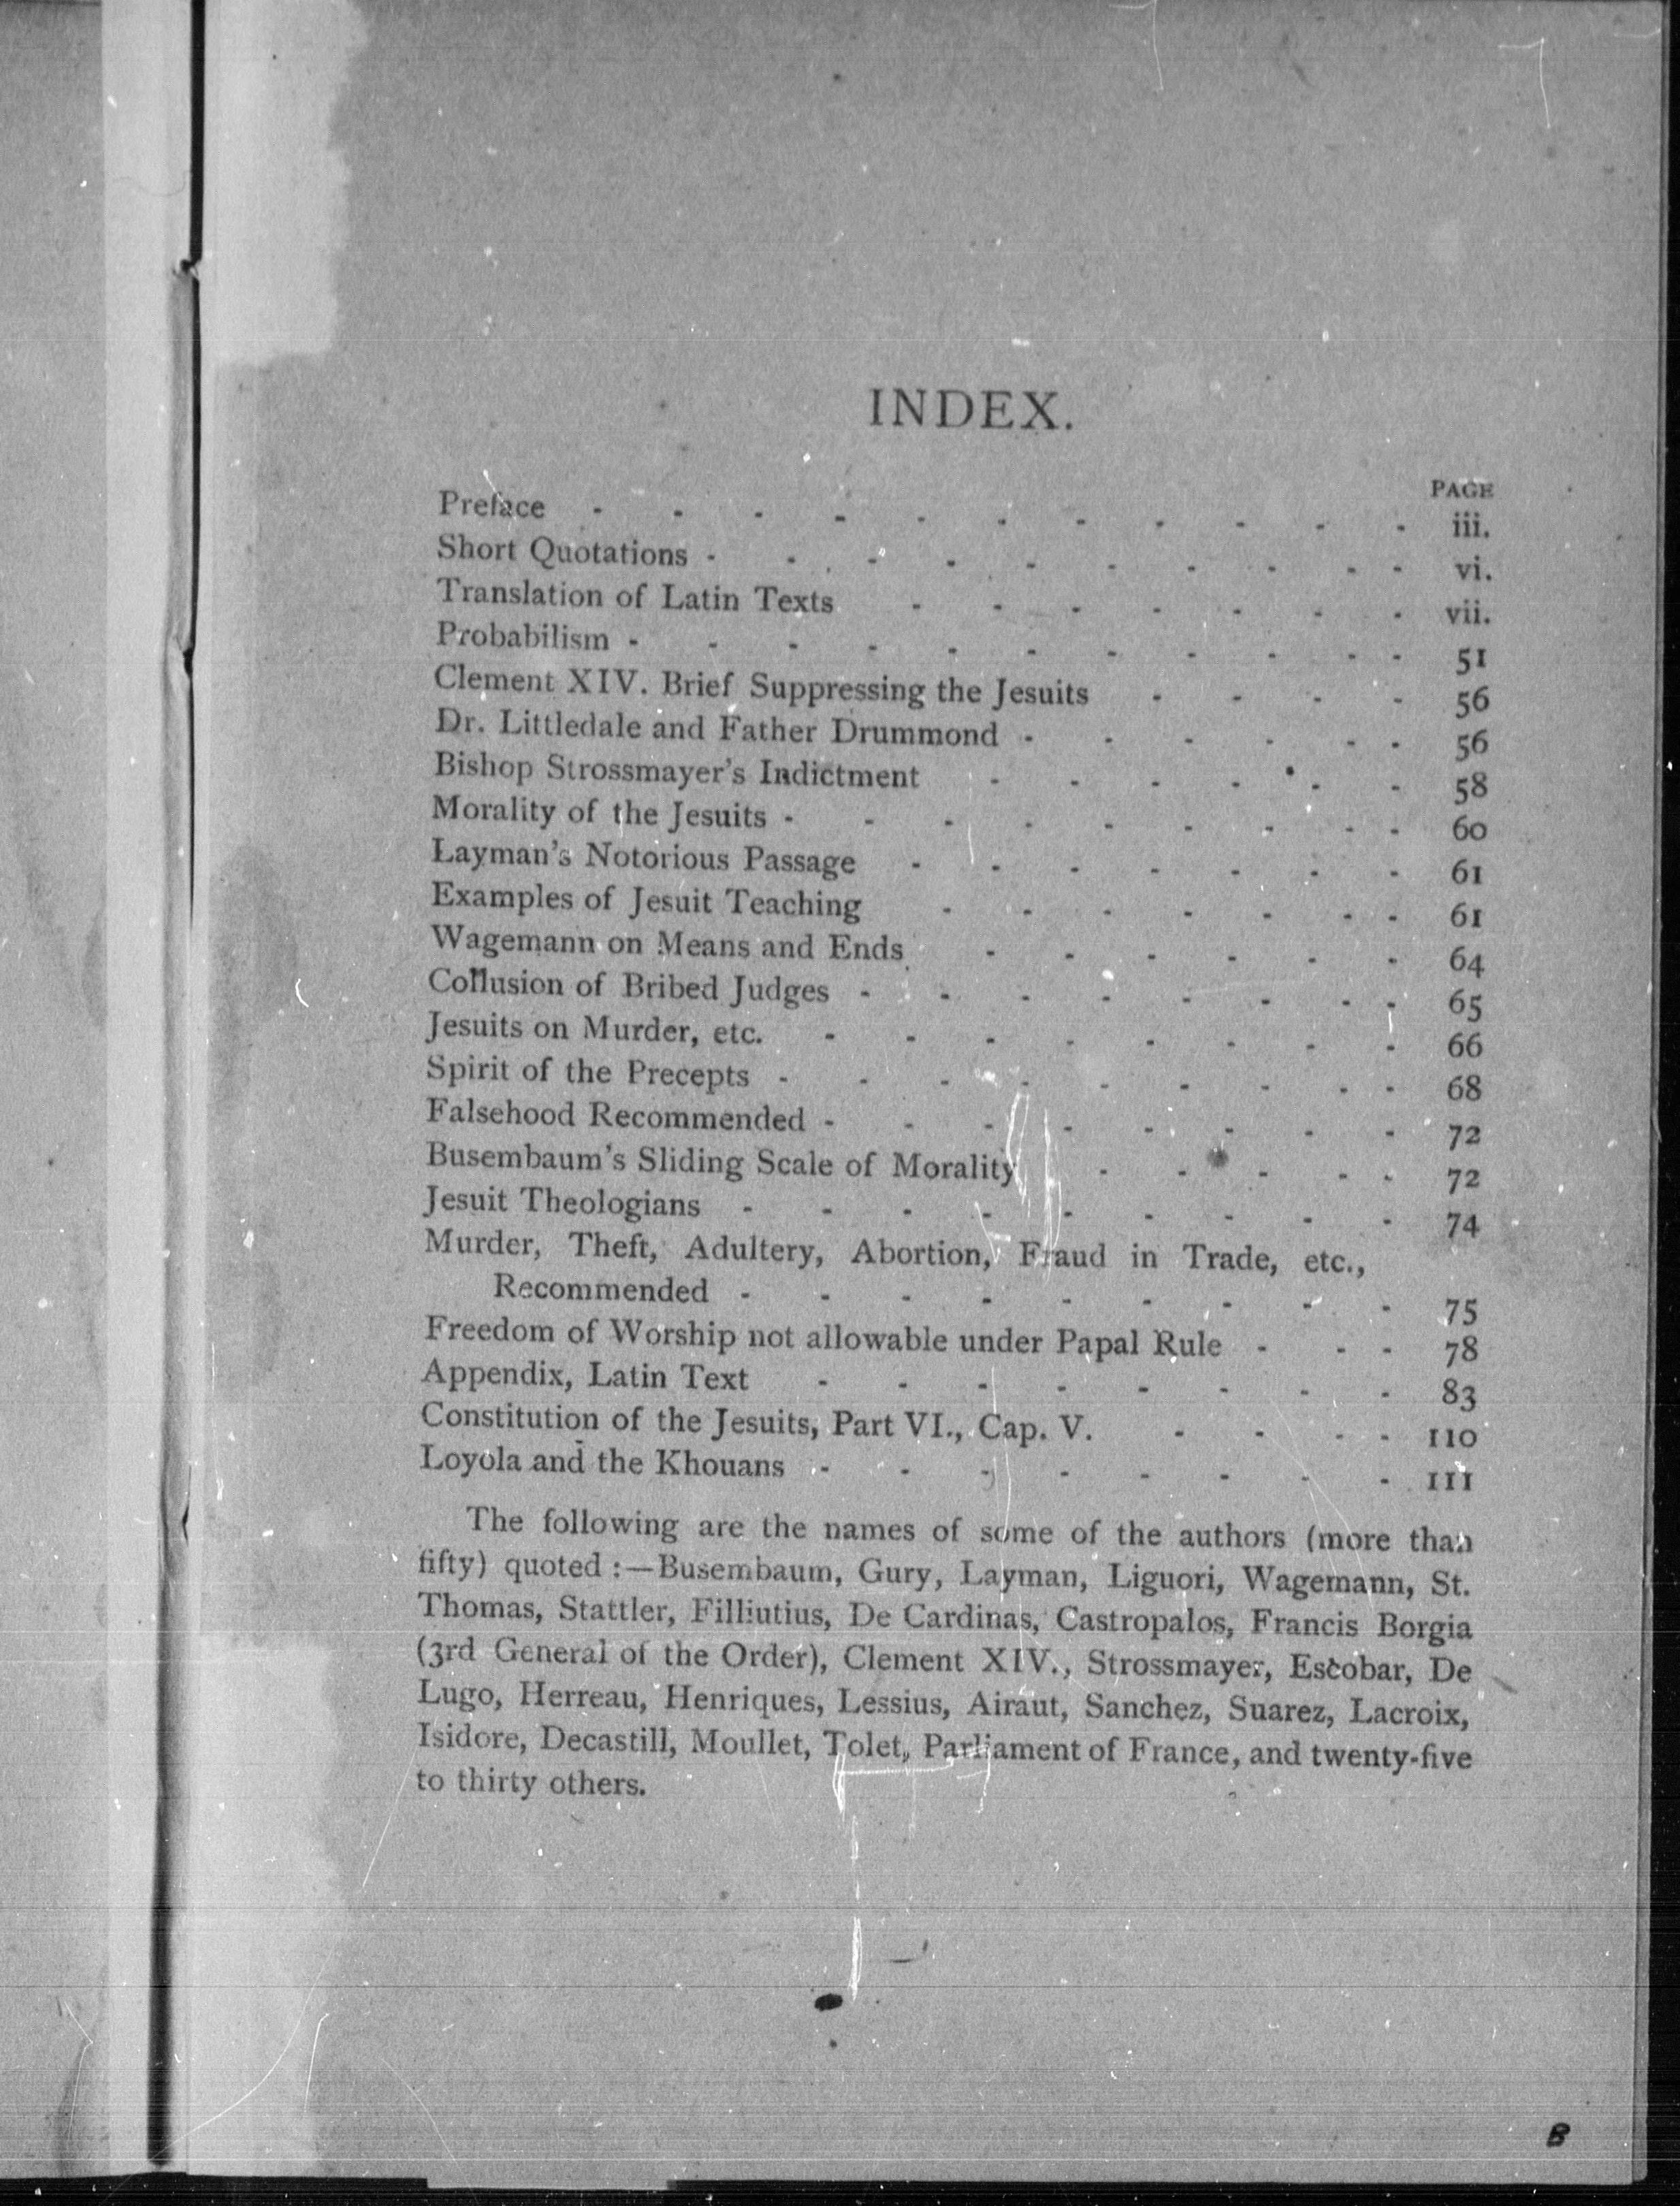 INDEX.
PAGE
Preface - - - - - - - - - - - iii.
Short Quotations - - - - - - - - - - vi.
Translation of Latin Texts - - - - - - - vii.
Probabilism - - - - - - - - - - - 51
Clement XIV. Brief Suppressing the Jesuits - - - - 56
Dr. Littledale and Father Drummond - - - - - - 56
Bishop Strossmayer's Indictment - - - - - - 58
Morality of the Jesuits - - - - - - - - - 60
Layman's Notorious Passage - - - - - - - 61
Examples of Jesuit Teaching - - - - - - - 61
Wagemann on Means and Ends - - - - - - 64
Collusion of Bribed Judges - - - - - - - - 65
Jesuits on Murder, etc. - - - - - - - - 66
Spirit of the Precepts - - - - - - - - - 68
Falsehood Recommended - - - - - - - - 72
Busembaum's Sliding Scale of Morality - - - - - 72
Jesuit Theologians - - - - - - - - - 74
Murder, Theft, Adultery, Abortion, Fraud in Trade, etc.,
Recommended - - - - - - - - - 75
Freedom of Worship not allowable under Papal Rule - - - 78
Appendix, Latin Text - - - - - - - - 83
Constitution of the Jesuits, Part VI., Cap. V. - - - - 110
Loyola and the Khouans - - - - - - - - 111
The following are the names of some of the authors (more than
fifty) quoted :—Busembaum, Gury, Layman, Liguori, Wagemann, St.
Thomas, Stattler, Filliutius, De Cardinas, Castropalos, Francis Borgia
(3rd General of the Order), Clement XIV., Strossmayer, Escobar, De
Lugo, Herreau, Henriques, Lessius, Airaut, Sanchez, Suarez, Lacroix,
Isidore, Decastill, Moullet, Tolet, Parliament of France, and twenty-five
to thirty others.
B